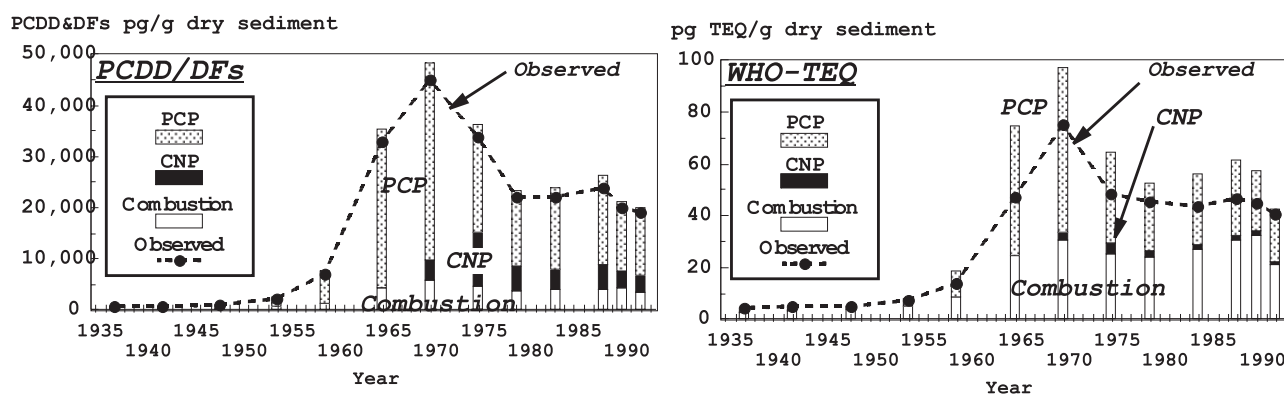 PCDD&DFs pg/g dry sediment
50,000
40,000
30,000
20,000
10,000
0
PCDD/DFs
PCP
CNP
Combustion
Observed
Observed
PCP
CNP
Combustion
1935 1945 1955 1965 1975 1985
1940 1950 1960 1970 1980 1990
Year
pg TEQ/g dry sediment
100
80
60
40
20
0
WHO-TEQ
PCP
CNP
Combustion
Observed
Observed
PCP
CNP
Combustion
1935 1945 1955 1965 1975 1985
1940 1950 1960 1970 1980 1990
Year